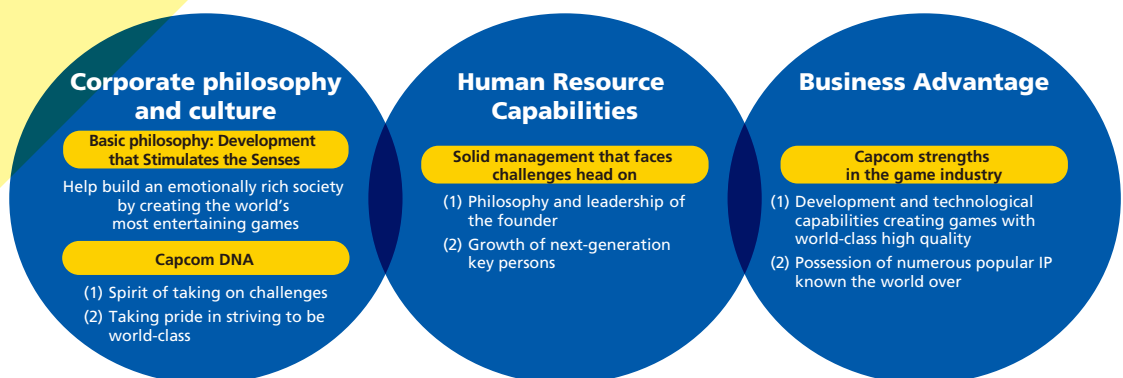 Corporate philosophy
and culture
Basic philosophy: Development
that Stimulates the Senses
Help build an emotionally rich society
by creating the world's
most entertaining games
Capcom DNA
(1) Spirit of taking on challenges
(2) Taking pride in striving to be
world-class
Human Resource
Capabilities
Solid management that faces
challenges head on
(1) Philosophy and leadership of
the founder
(2) Growth of next-generation
key persons
Business Advantage
Capcom strengths
in the game industry
(1) Development and technological
capabilities creating games with
world-class high quality
(2) Possession of numerous popular IP
known the world over